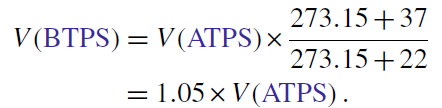 V(BTPS) = V(ATPS) × (273.15 + 37) / (273.15 + 22)
= 1.05 × V(ATPS).